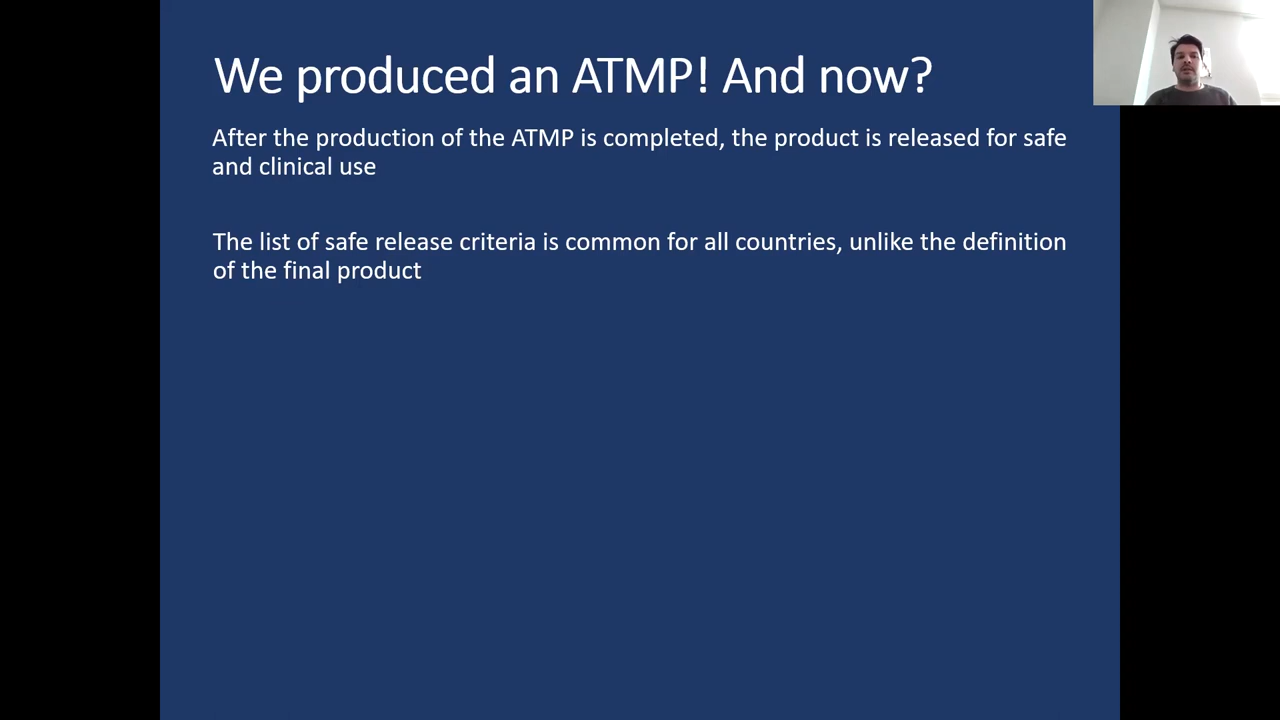 We produced an ATMP! And now?
After the production of the ATMP is completed, the product is released for safe
and clinical use
The list of safe release criteria is common for all countries, unlike the definition
of the final product